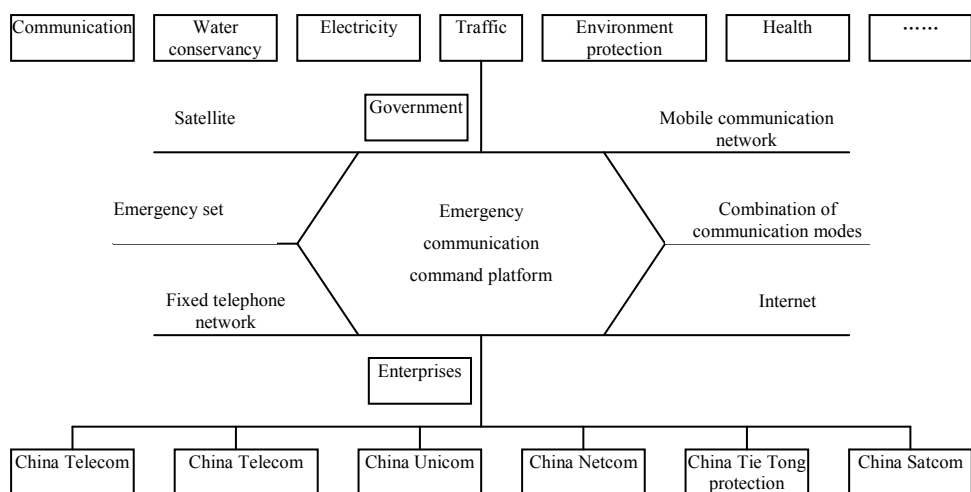 Communication
Water
conservancy
Electricity
Traffic
Environment
protection
Health
……
Government
Satellite
Mobile communication
network
Emergency set
Emergency
communication
command platform
Combination of
communication modes
Fixed telephone
network
Internet
Enterprises
China Telecom
China Telecom
China Unicom
China Netcom
China Tie Tong
protection
China Satcom